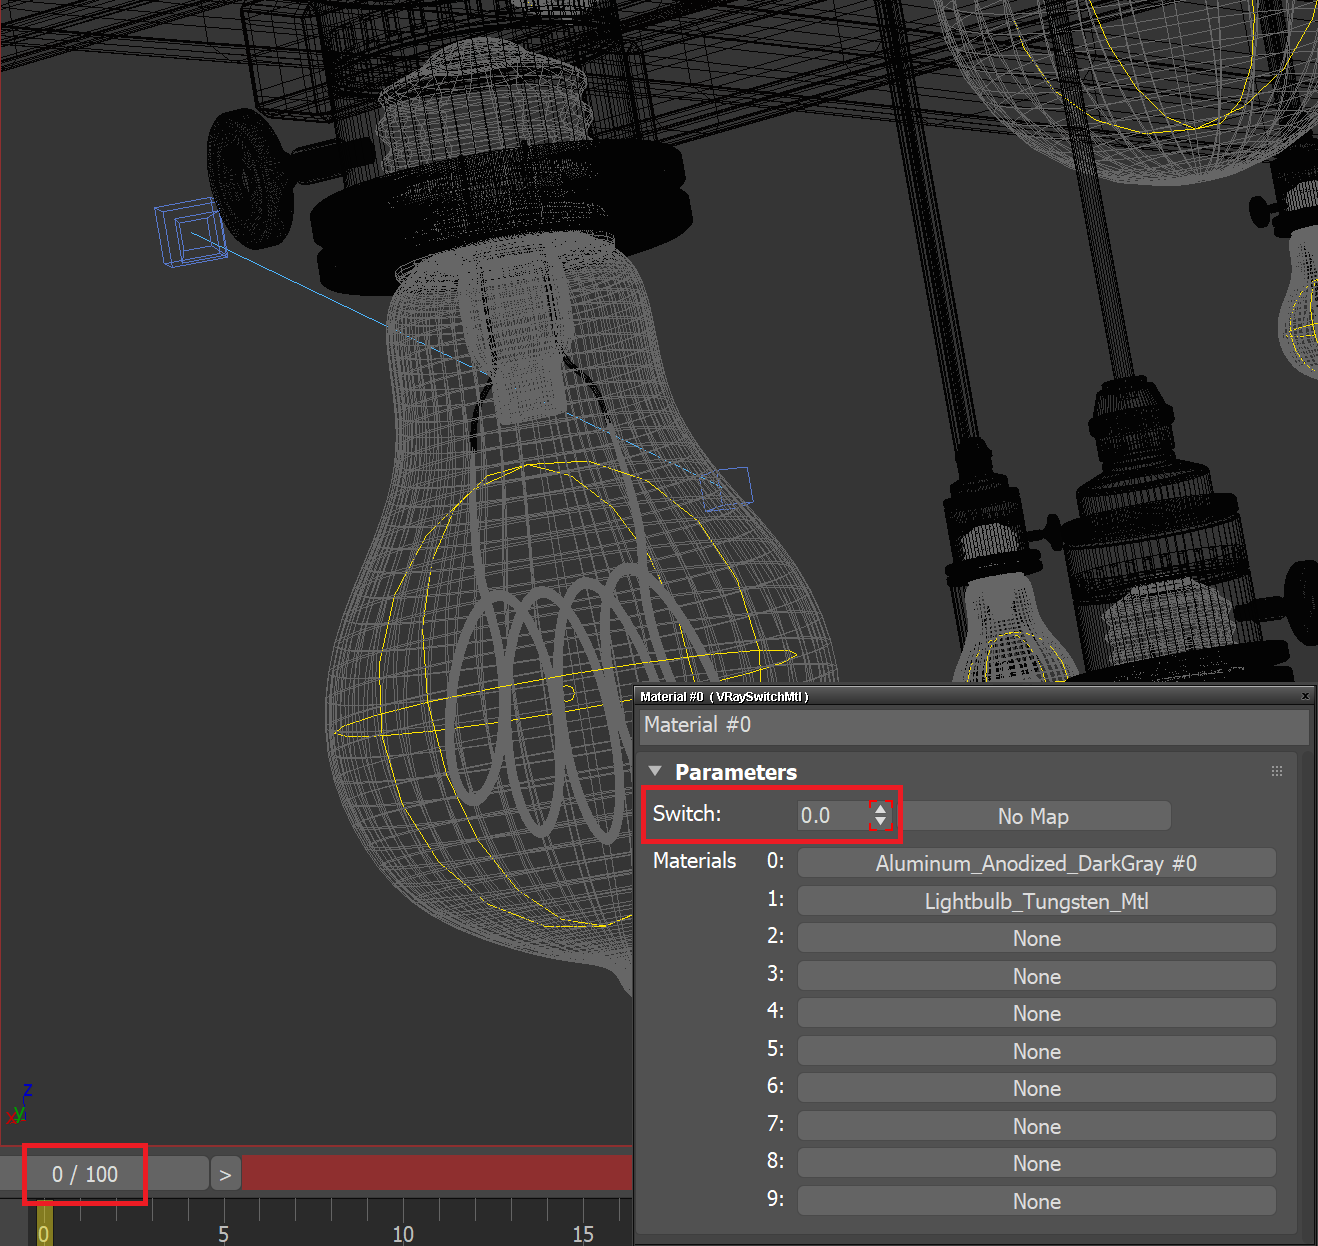 Material #0 ( VRaySwitchMtl )
x
Material #0
Parameters
Switch: 0.0 No Map
Materials 0: Aluminum_Anodized_DarkGray #0
1: Lightbulb_Tungsten_Mtl
2: None
3: None
4: None
5: None
6: None
7: None
8: None
9: None
z
x y
0 / 100 >
0 5 10 15